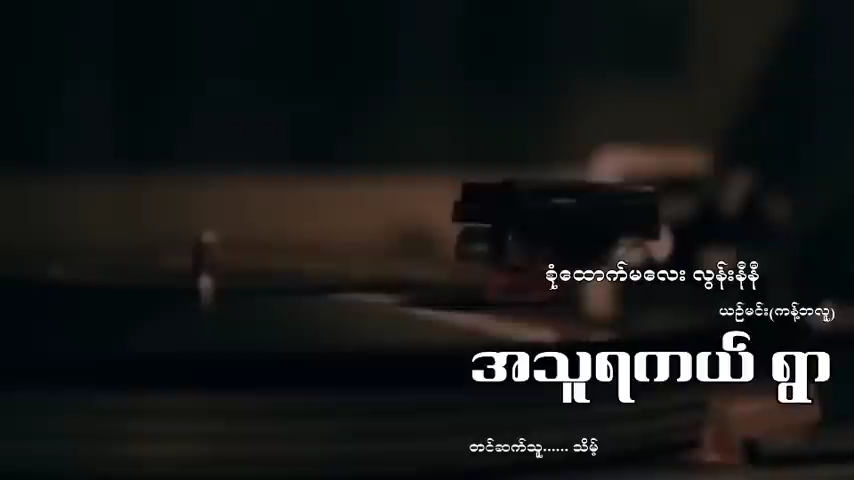 စုံထောက်မလေး လွန်းနီနီ
ယဉ်မင်း(ကန့်ဘလူ)
အသူရကယ် ရွာ
တင်ဆက်သူ...... သိမ့်